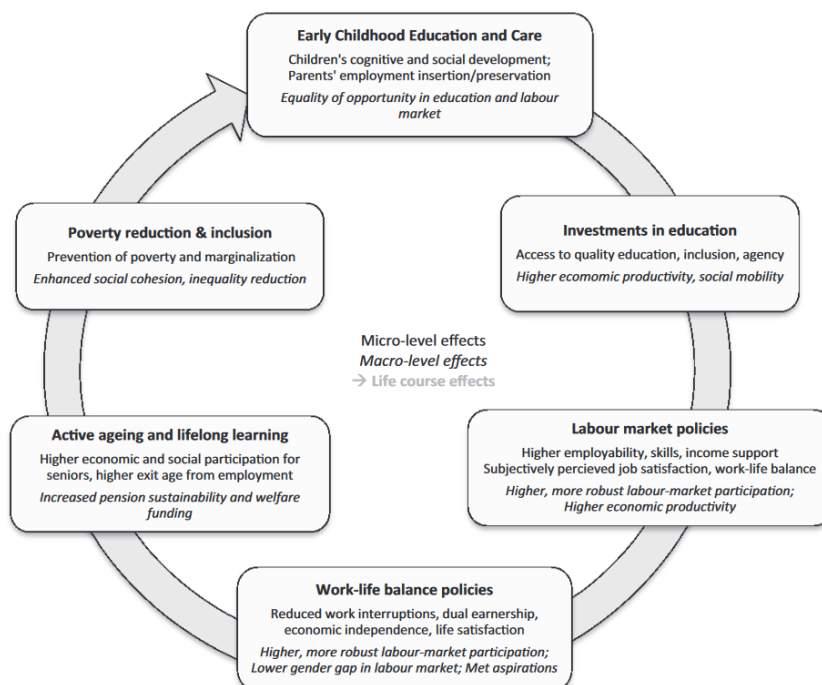 Early Childhood Education and Care
Children's cognitive and social development;
Parents' employment insertion/preservation
Equality of opportunity in education and labour
market
Poverty reduction & inclusion
Prevention of poverty and marginalization
Enhanced social cohesion, inequality reduction
Investments in education
Access to quality education, inclusion, agency
Higher ecomomic productivity, social mobility
Micro-level effects
Macro-level effects
→ Life course effects
Active ageing and lifelong learning
Higher economic and social participation for
seniors, higher exit age from employment
Increased pension sustainability and welfare
funding
Labour market policies
Higher employability, skills, income support
Subjectively percieved job satisfaction, work-life balance
Higher, more robust labour-market participation;
Higher economic productivity
Work-life balance policies
Reduced work interruptions, dual earnership,
economic independence, life satisfaction
Higher, more robust labour-market participation;
Lower gender gap in labour market; Met aspirations